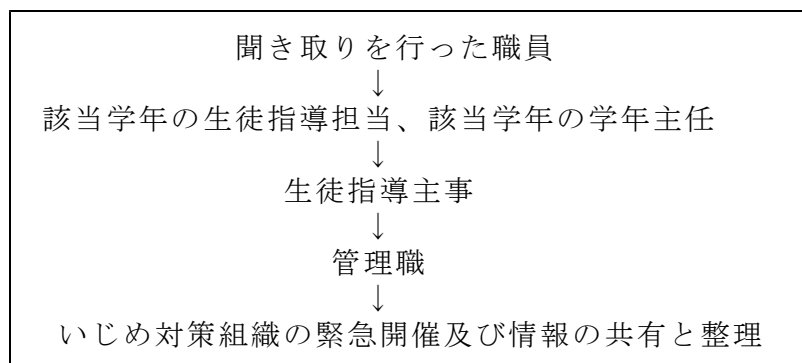 聞き取りを行った職員
↓
該当学年の生徒指導担当、該当学年の学年主任
↓
生徒指導主事
↓
管理職
↓
いじめ対策組織の緊急開催及び情報の共有と整理